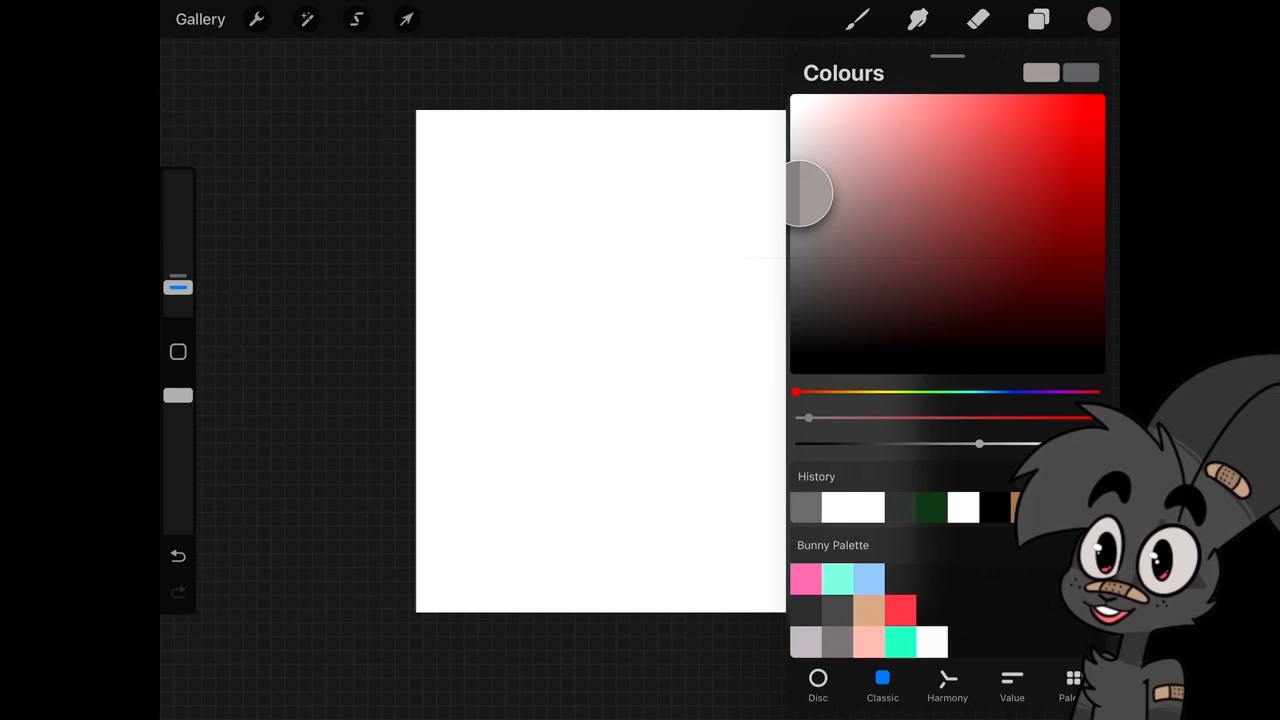 Gallery
Colours
History
Bunny Palette
Disc
Classic
Harmony
Value